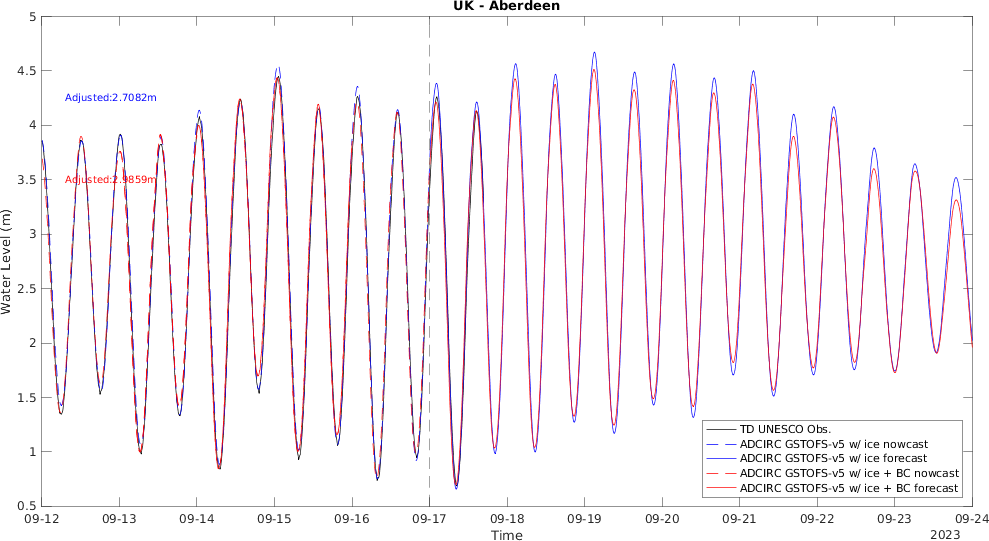 UK - Aberdeen
5
4.5
4
3.5
3
2.5
2
1.5
1
0.5
Water Level (m)
Adjusted:2.7082m
Adjusted:2.9859m
TD UNESCO Obs.
ADCIRC GSTOFS-v5 w/ ice nowcast
ADCIRC GSTOFS-v5 w/ ice forecast
ADCIRC GSTOFS-v5 w/ ice + BC nowcast
ADCIRC GSTOFS-v5 w/ ice + BC forecast
09-12 09-13 09-14 09-15 09-16 09-17 09-18 09-19 09-20 09-21 09-22 09-23 09-24
Time
2023